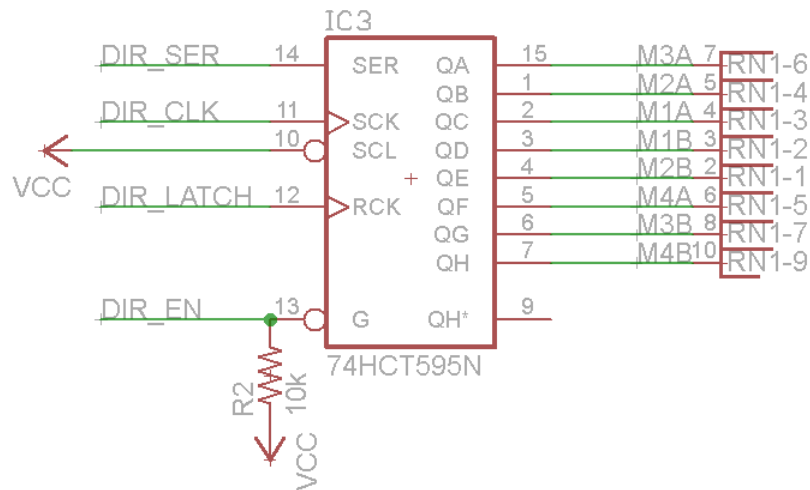 IC3
DIR_SER 14 SER QA 15 M3A 7 RN1-6
QB 1 M2A 5 RN1-4
DIR_CLK 11 SCK QC 2 M1A 4 RN1-3
VCC 10 SCL QD 3 M1B 3 RN1-2
QE 4 M2B 2 RN1-1
DIR_LATCH 12 RCK QF 5 M4A 6 RN1-5
QG 6 M3B 8 RN1-7
QH 7 M4B 10 RN1-9
DIR_EN 13 G QH* 9
74HCT595N
R2 10k
VCC